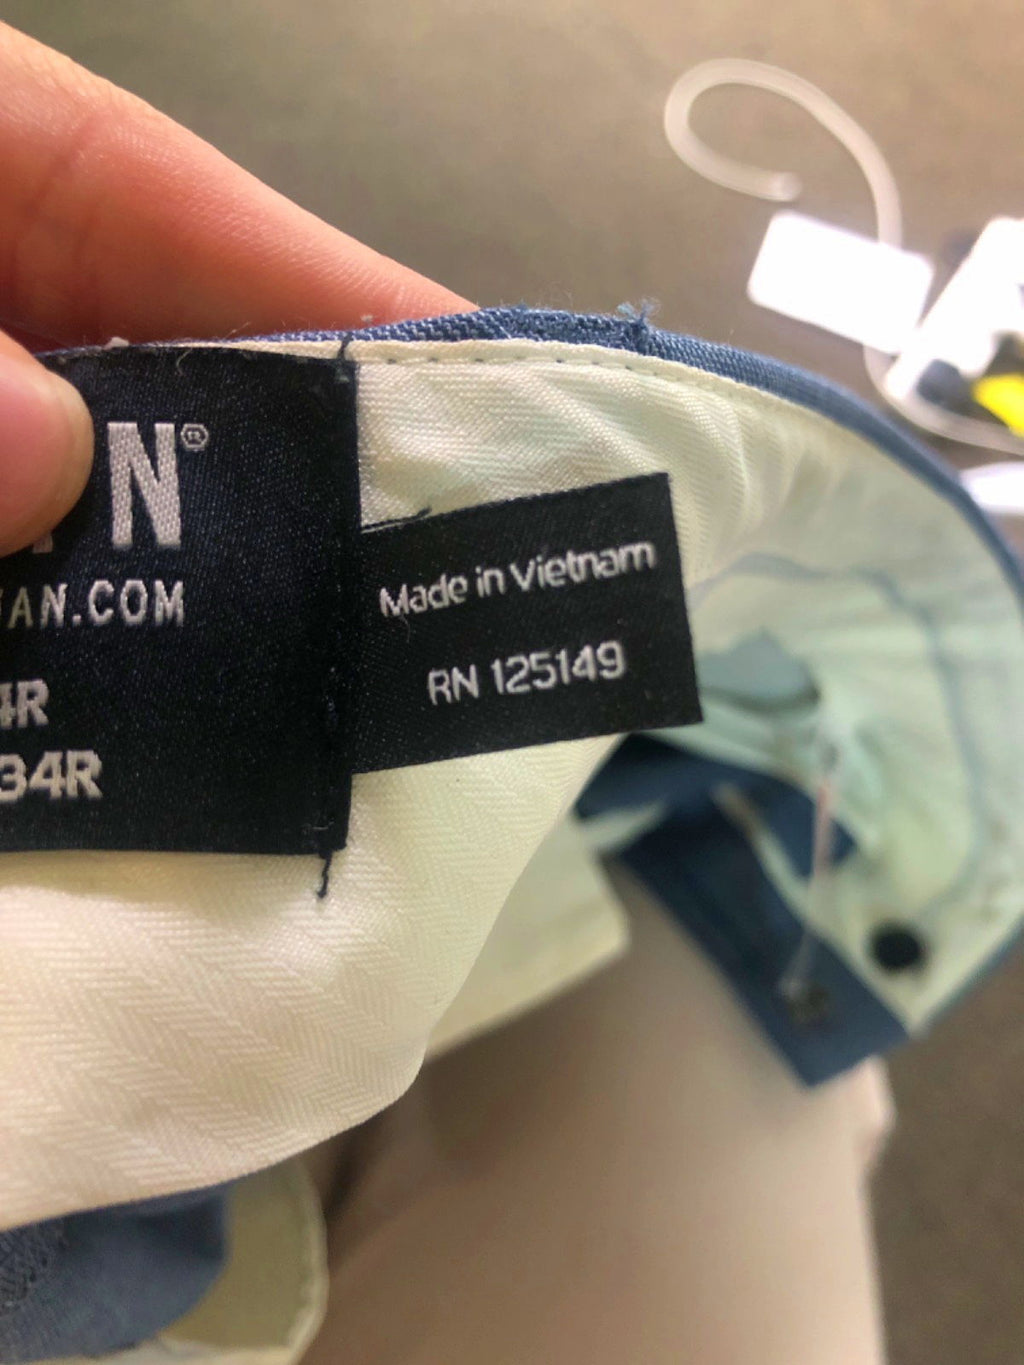 N®
AN.COM
4R
34R
Made in Vietnam
RN 125149